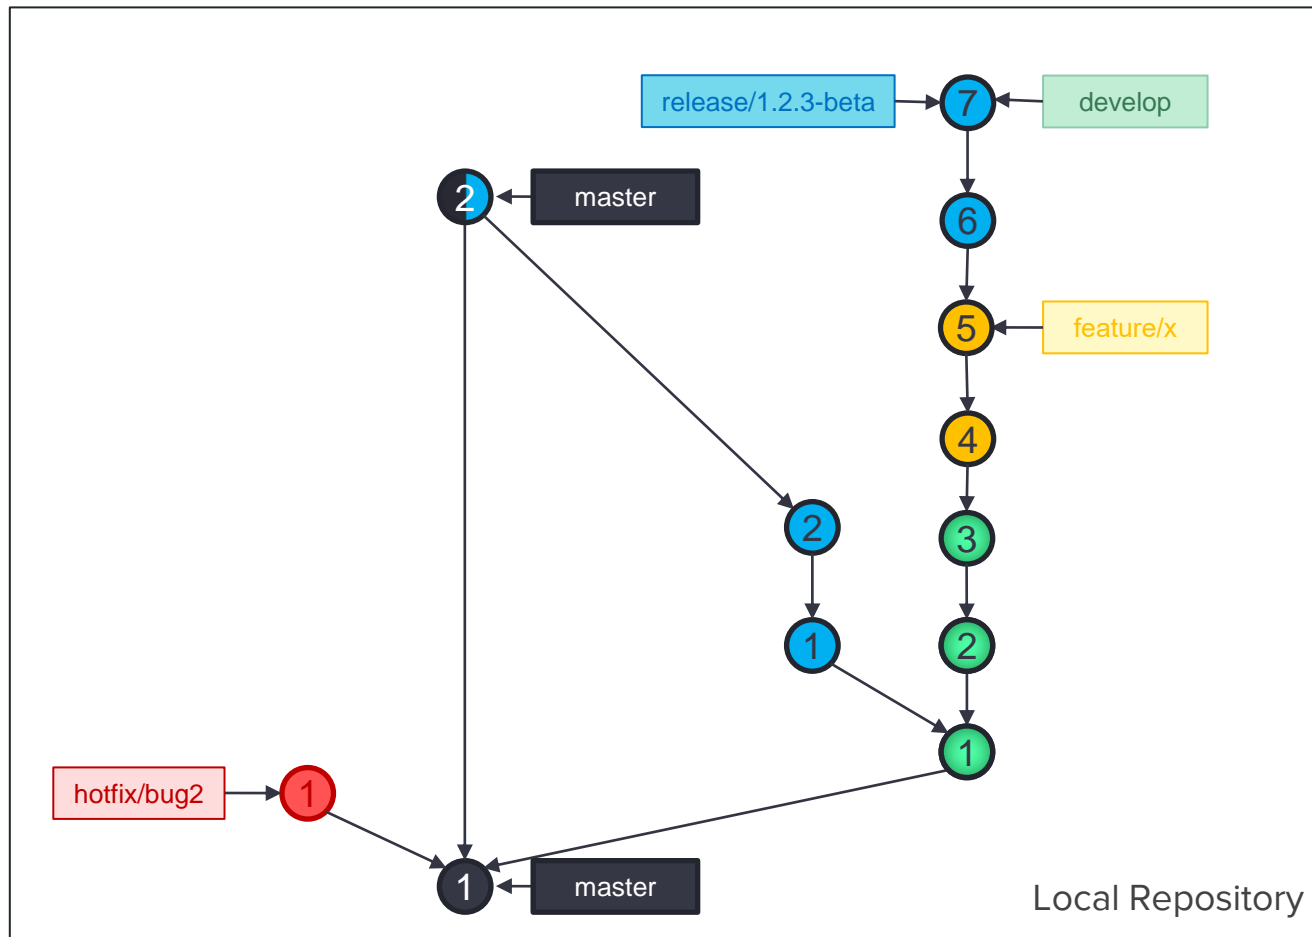 release/1.2.3-beta
7
develop
2
master
6
5
feature/x
4
2
3
1
2
1
hotfix/bug2
1
1
master
Local Repository